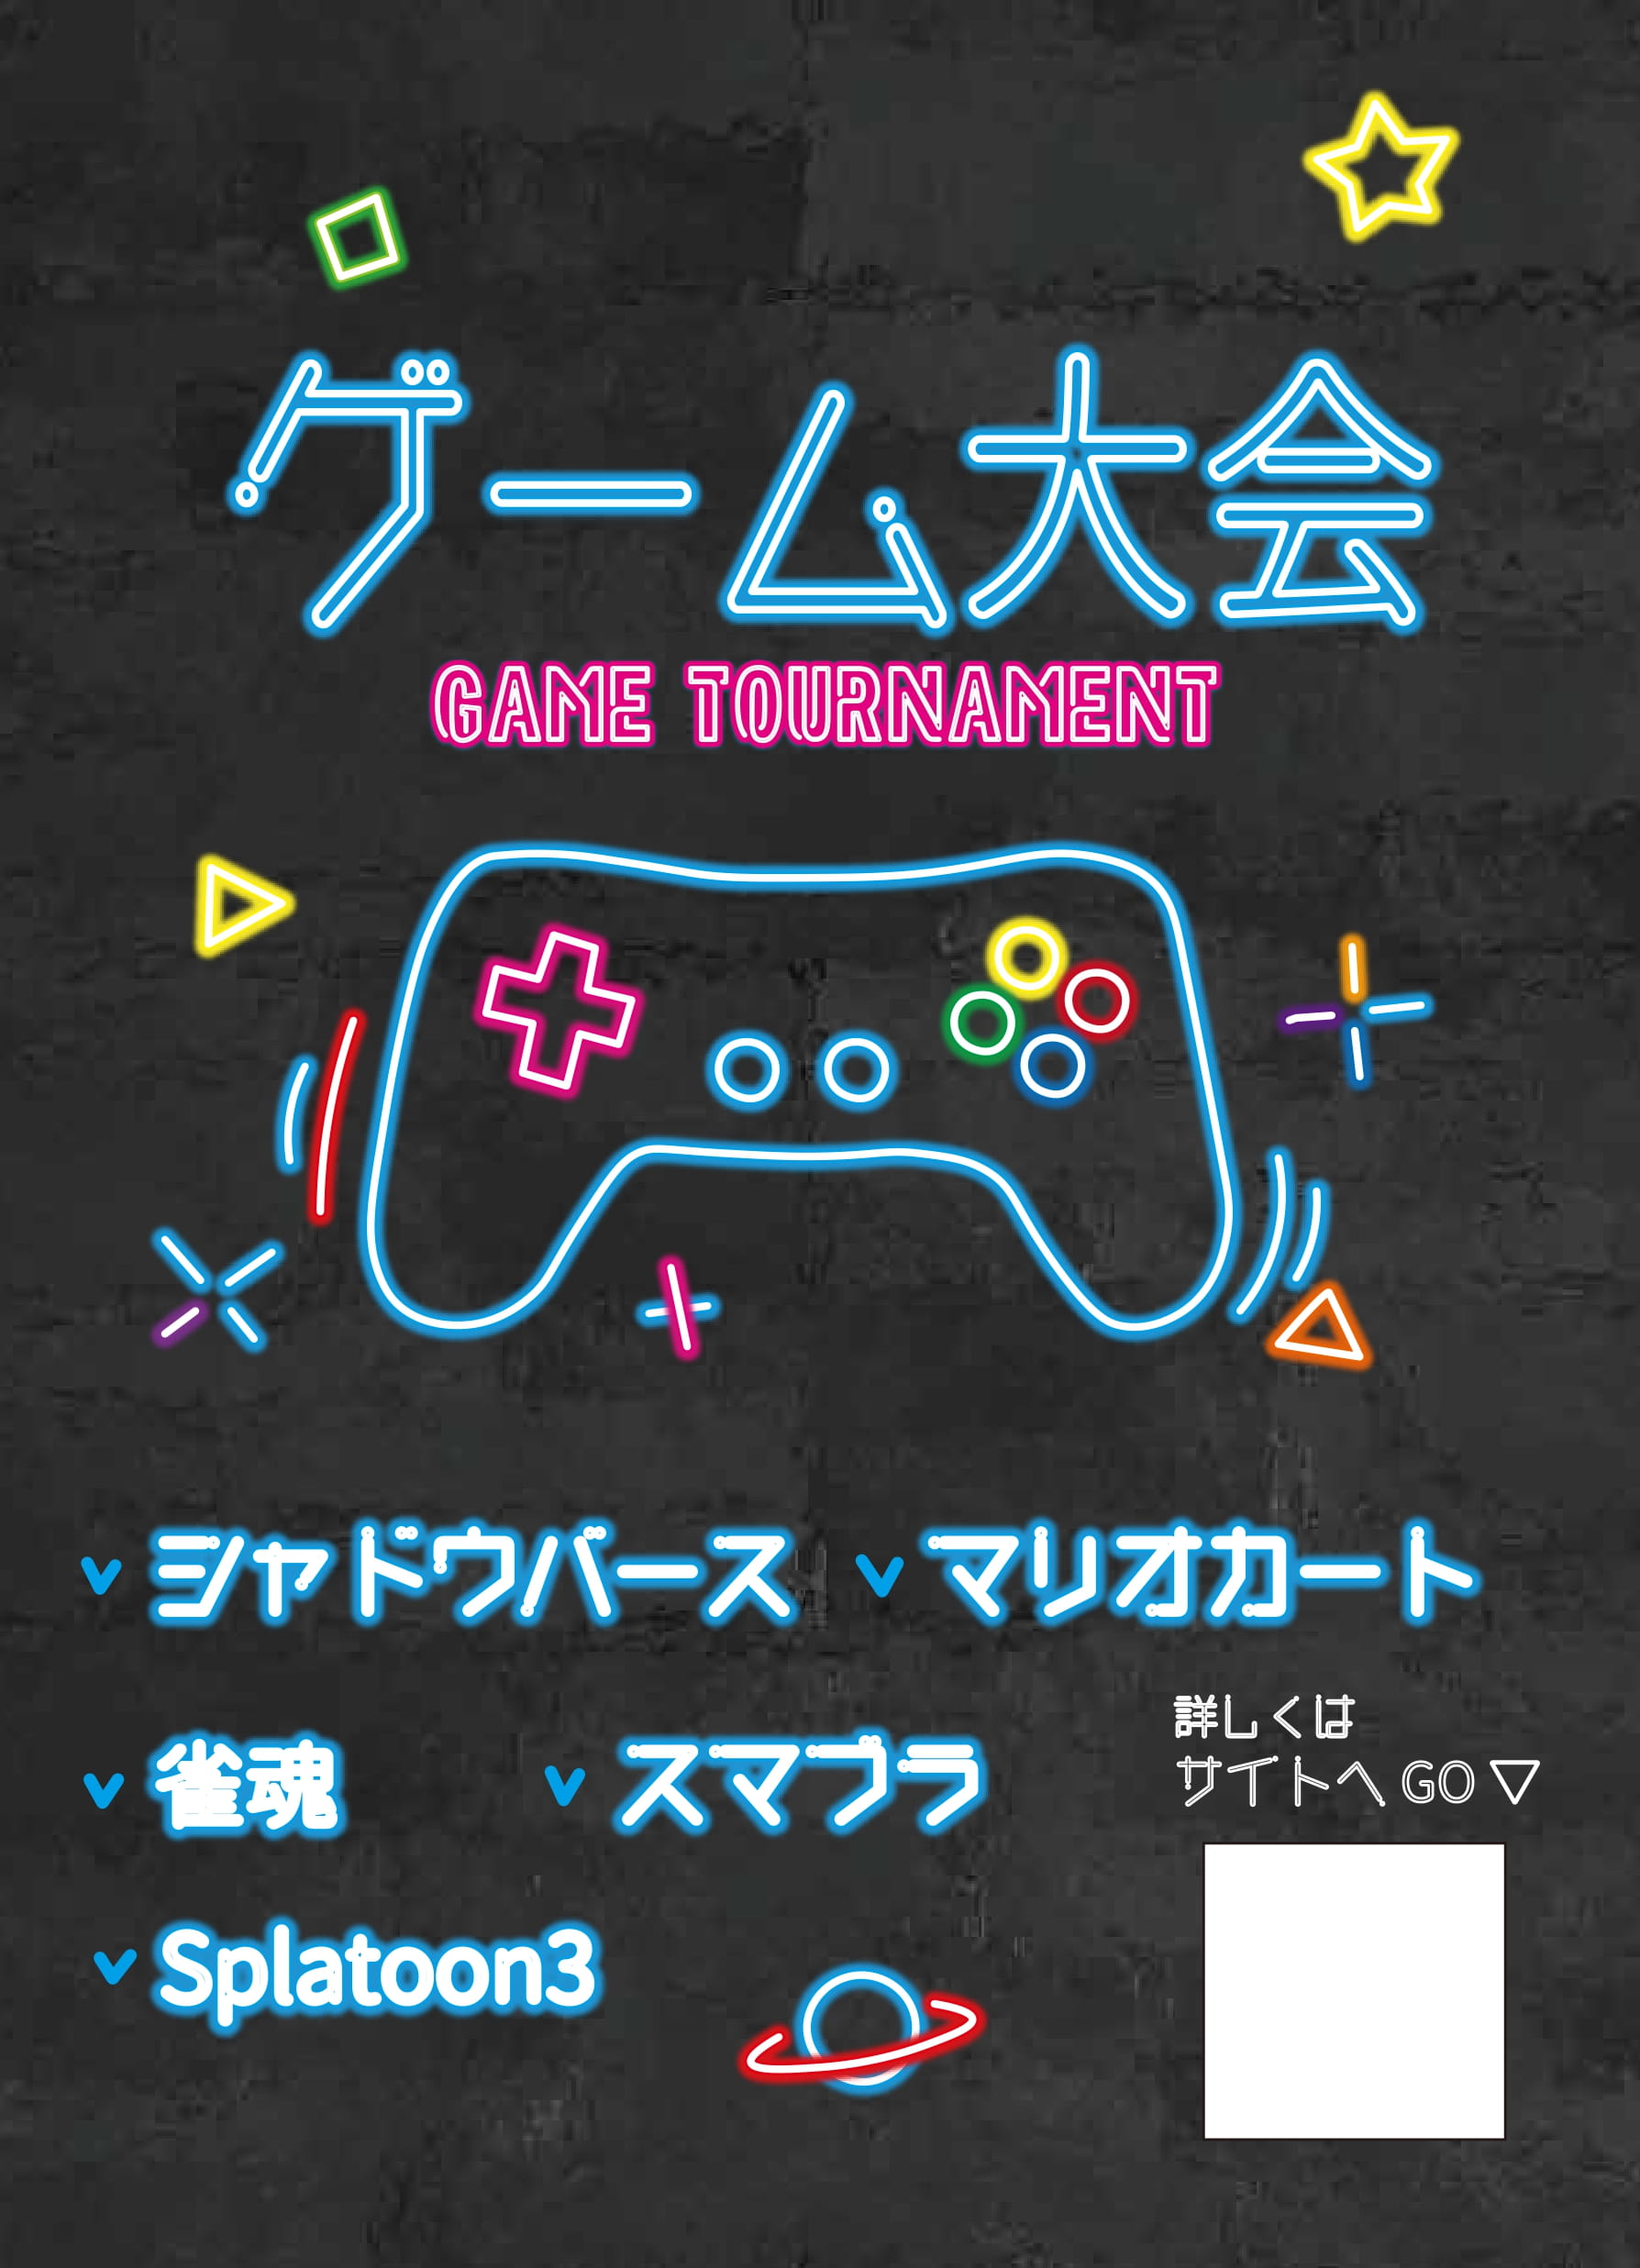 ゲーム大会
GAME TOURNAMENT
シャドウバース
マリオカート
雀魂
スマブラ
Splatoon3
詳しくは
サイトへ GO ▽